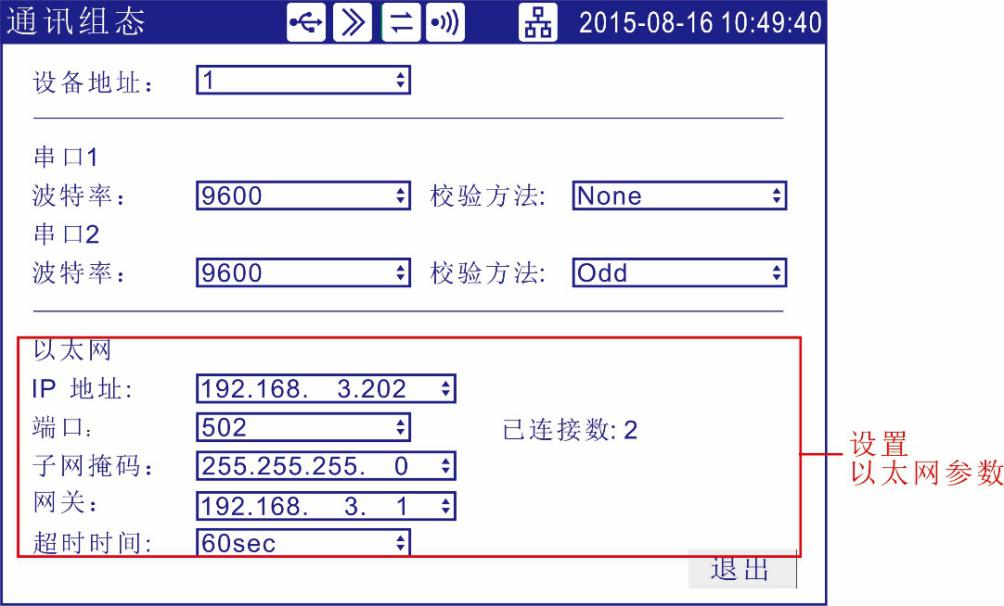 通讯组态 2015-08-16 10:49:40
设备地址： 1
串口1
波特率： 9600 校验方法: None
串口2
波特率： 9600 校验方法: Odd
以太网
IP 地址: 192.168. 3.202
端口： 502 已连接数: 2
子网掩码： 255.255.255. 0
网关： 192.168. 3. 1
超时时间: 60sec
设置
以太网参数
退出